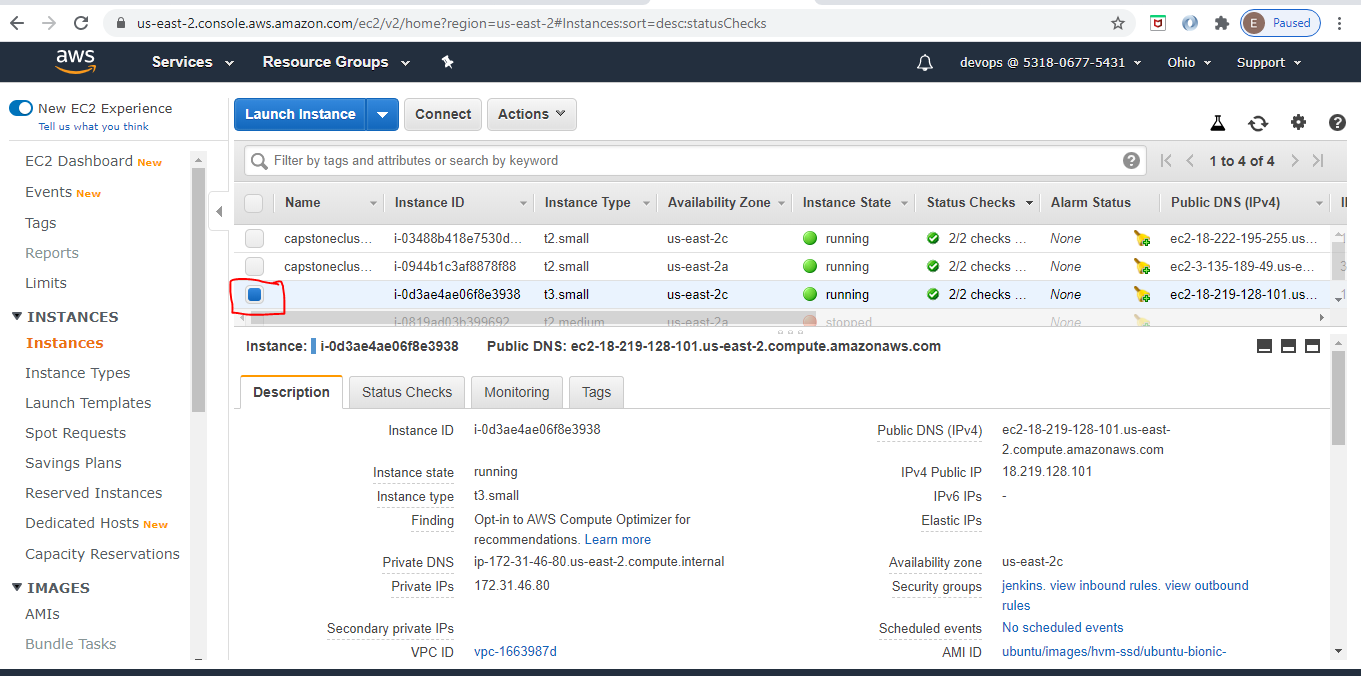 us-east-2.console.aws.amazon.com/ec2/v2/home?region=us-east-2#Instances:sort=desc:statusChecks
E Paused
aws Services Resource Groups devops @ 5318-0677-5431 Ohio Support
New EC2 Experience
Tell us what you think
EC2 Dashboard New
Events New
Tags
Reports
Limits
INSTANCES
Instances
Instance Types
Launch Templates
Spot Requests
Savings Plans
Reserved Instances
Dedicated Hosts New
Capacity Reservations
IMAGES
AMIs
Bundle Tasks
Launch Instance Connect Actions
Filter by tags and attributes or search by keyword 1 to 4 of 4
Name Instance ID Instance Type Availability Zone Instance State Status Checks Alarm Status Public DNS (IPv4)
capstoneclus... i-03488b418e7530d... t2.small us-east-2c running 2/2 checks ... None ec2-18-222-195-255.us...
capstoneclus... i-0944b1c3af8878f88 t2.small us-east-2a running 2/2 checks ... None ec2-3-135-189-49.us-e...
i-0d3ae4ae06f8e3938 t3.small us-east-2c running 2/2 checks ... None ec2-18-219-128-101.us...
i-0819ad03b399692 t2.medium us-east-2a stopped None
Instance: i-0d3ae4ae06f8e3938 Public DNS: ec2-18-219-128-101.us-east-2.compute.amazonaws.com
Description Status Checks Monitoring Tags
Instance ID i-0d3ae4ae06f8e3938
Instance state running
Instance type t3.small
Finding Opt-in to AWS Compute Optimizer for
recommendations. Learn more
Private DNS ip-172-31-46-80.us-east-2.compute.internal
Private IPs 172.31.46.80
Secondary private IPs
VPC ID vpc-1663987d
Public DNS (IPv4) ec2-18-219-128-101.us-east-
2.compute.amazonaws.com
IPv4 Public IP 18.219.128.101
IPv6 IPs -
Elastic IPs
Availability zone us-east-2c
Security groups jenkins. view inbound rules. view outbound
rules
Scheduled events No scheduled events
AMI ID ubuntu/images/hvm-ssd/ubuntu-bionic-